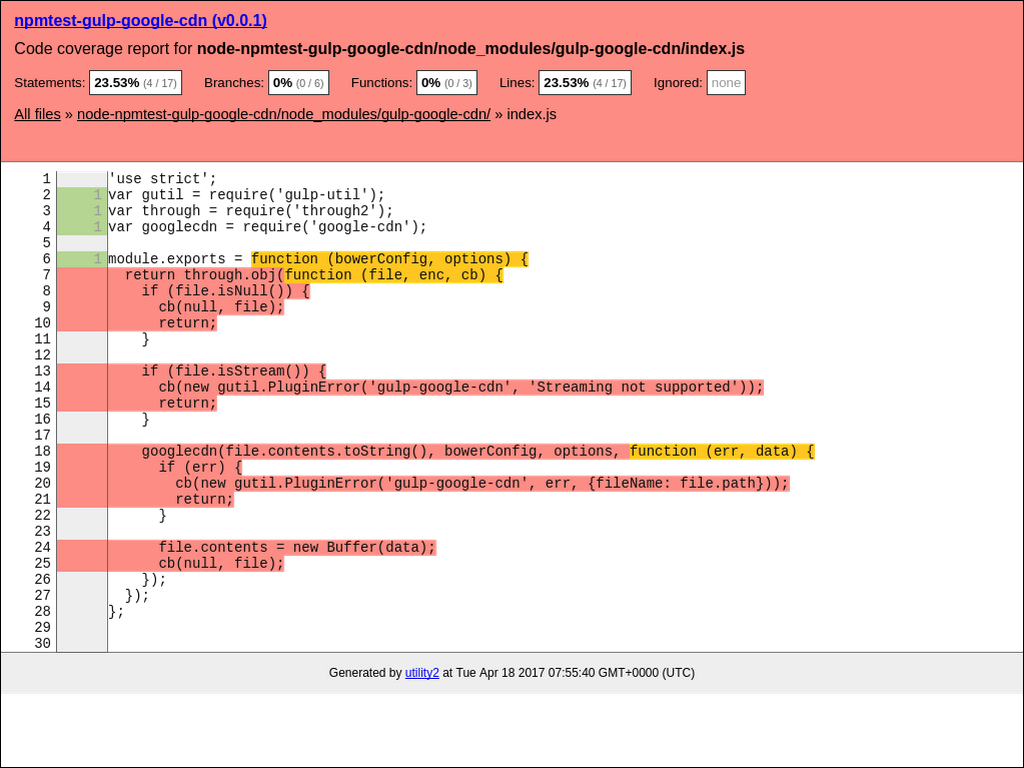 npmtest-gulp-google-cdn (v0.0.1)
Code coverage report for node-npmtest-gulp-google-cdn/node_modules/gulp-google-cdn/index.js
Statements: 23.53% (4 / 17) Branches: 0% (0 / 6) Functions: 0% (0 / 3) Lines: 23.53% (4 / 17) Ignored: none
All files » node-npmtest-gulp-google-cdn/node_modules/gulp-google-cdn/ » index.js
1 'use strict';
2 1 var gutil = require('gulp-util');
3 1 var through = require('through2');
4 1 var googlecdn = require('google-cdn');
5
6 1 module.exports = function (bowerConfig, options) {
7   return through.obj(function (file, enc, cb) {
8     if (file.isNull()) {
9       cb(null, file);
10       return;
11     }
12
13     if (file.isStream()) {
14       cb(new gutil.PluginError('gulp-google-cdn', 'Streaming not supported'));
15       return;
16     }
17
18     googlecdn(file.contents.toString(), bowerConfig, options, function (err, data) {
19       if (err) {
20         cb(new gutil.PluginError('gulp-google-cdn', err, {fileName: file.path}));
21         return;
22       }
23
24       file.contents = new Buffer(data);
25       cb(null, file);
26     });
27   });
28 };
29
30
Generated by utility2 at Tue Apr 18 2017 07:55:40 GMT+0000 (UTC)